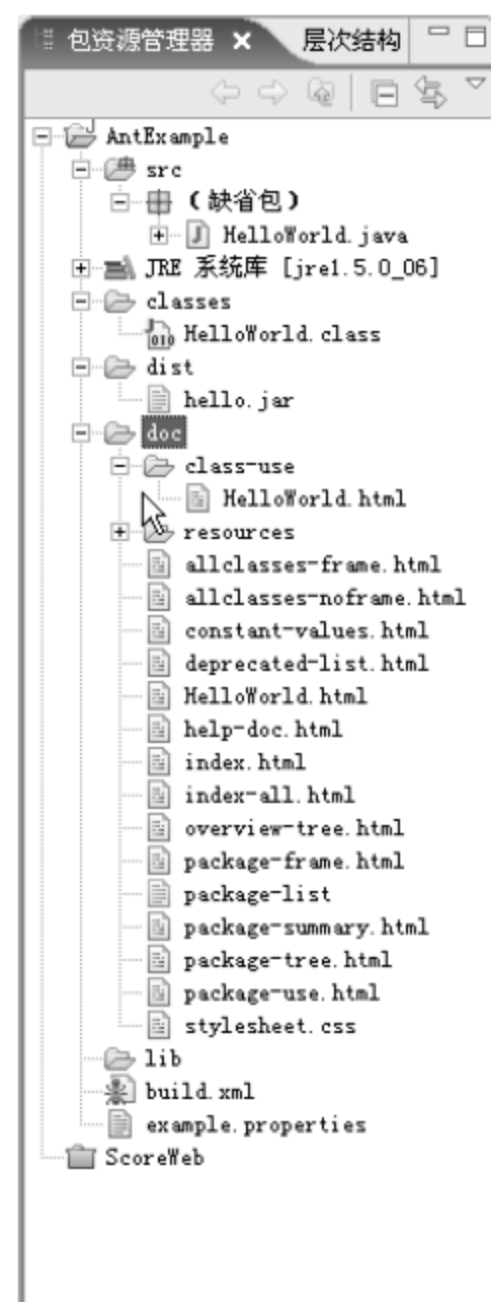 包资源管理器 层次结构
AntExample
src
(缺省包)
HelloWorld.java
JRE 系统库 [jre1.5.0_06]
classes
HelloWorld.class
dist
hello.jar
doc
class-use
HelloWorld.html
resources
allclasses-frame.html
allclasses-noframe.html
constant-values.html
deprecated-list.html
HelloWorld.html
help-doc.html
index.html
index-all.html
overview-tree.html
package-frame.html
package-list
package-summary.html
package-tree.html
package-use.html
stylesheet.css
lib
build.xml
example.properties
ScoreWeb